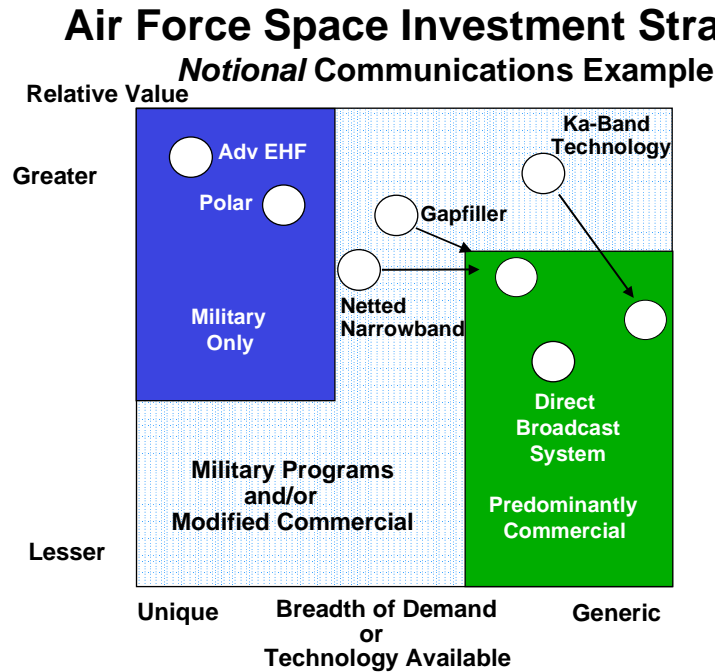 Air Force Space Investment Stra
Notional Communications Example
Relative Value
Greater
Lesser
Adv EHF
Polar
Military
Only
Ka-Band
Technology
Gapfiller
Netted
Narrowband
Direct
Broadcast
System
Predominantly
Commercial
Military Programs
and/or
Modified Commercial
Unique
Breadth of Demand
or
Technology Available
Generic